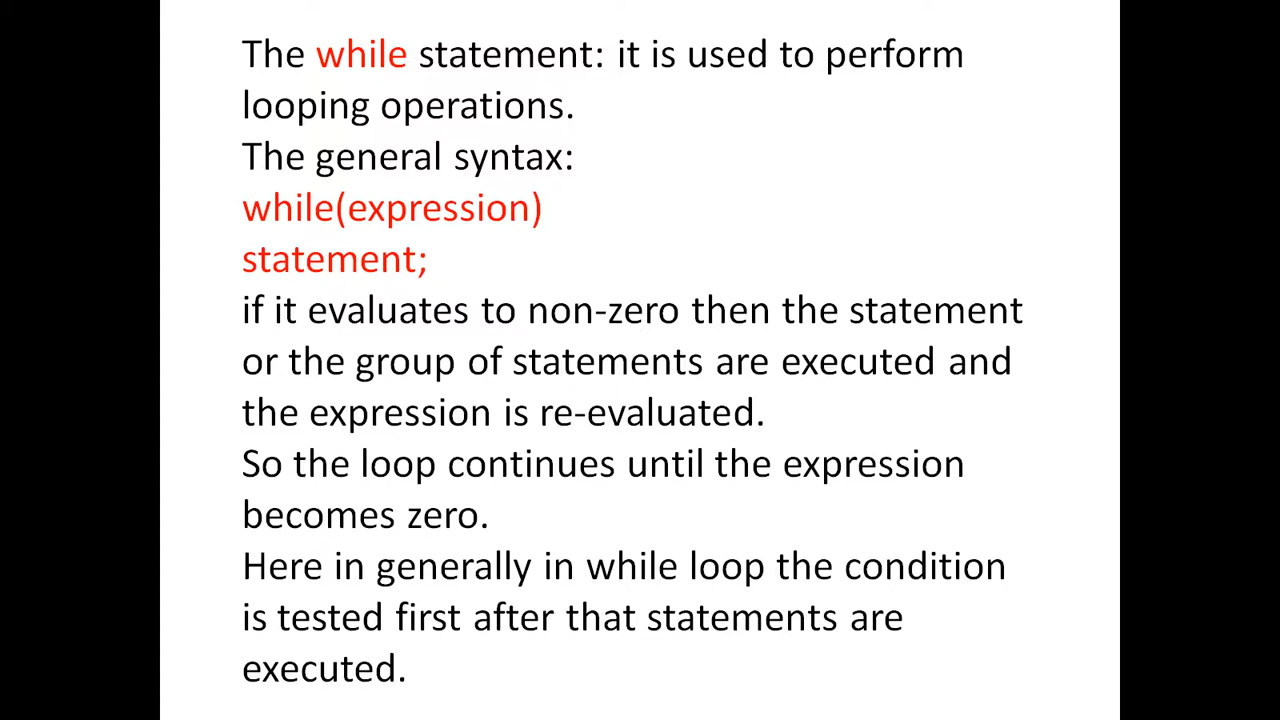 The while statement: it is used to perform
looping operations.
The general syntax:
while(expression)
statement;
if it evaluates to non-zero then the statement
or the group of statements are executed and
the expression is re-evaluated.
So the loop continues until the expression
becomes zero.
Here in generally in while loop the condition
is tested first after that statements are
executed.